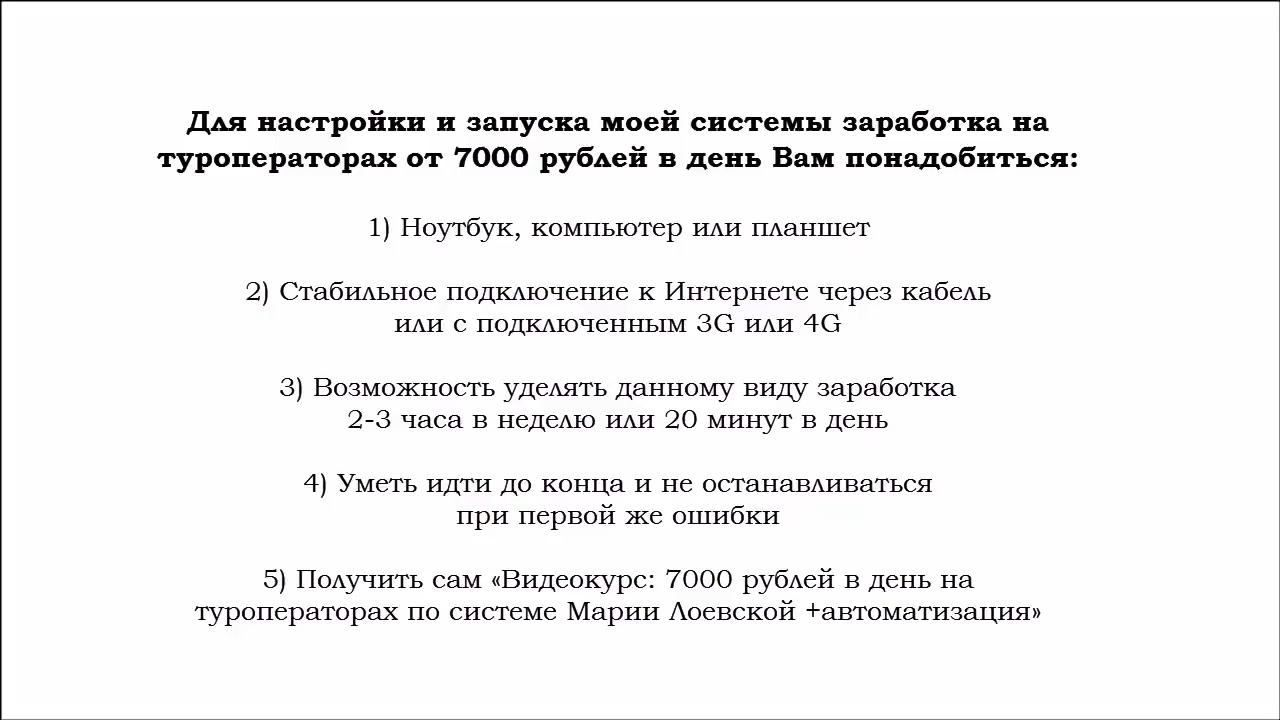 Для настройки и запуска моей системы заработка на
туроператорах от 7000 рублей в день Вам понадобиться:
1) Ноутбук, компьютер или планшет
2) Стабильное подключение к Интернете через кабель
или с подключенным 3G или 4G
3) Возможность уделять данному виду заработка
2-3 часа в неделю или 20 минут в день
4) Уметь идти до конца и не останавливаться
при первой же ошибки
5) Получить сам «Видеокурс: 7000 рублей в день на
туроператорах по системе Марии Лоевской +автоматизация»